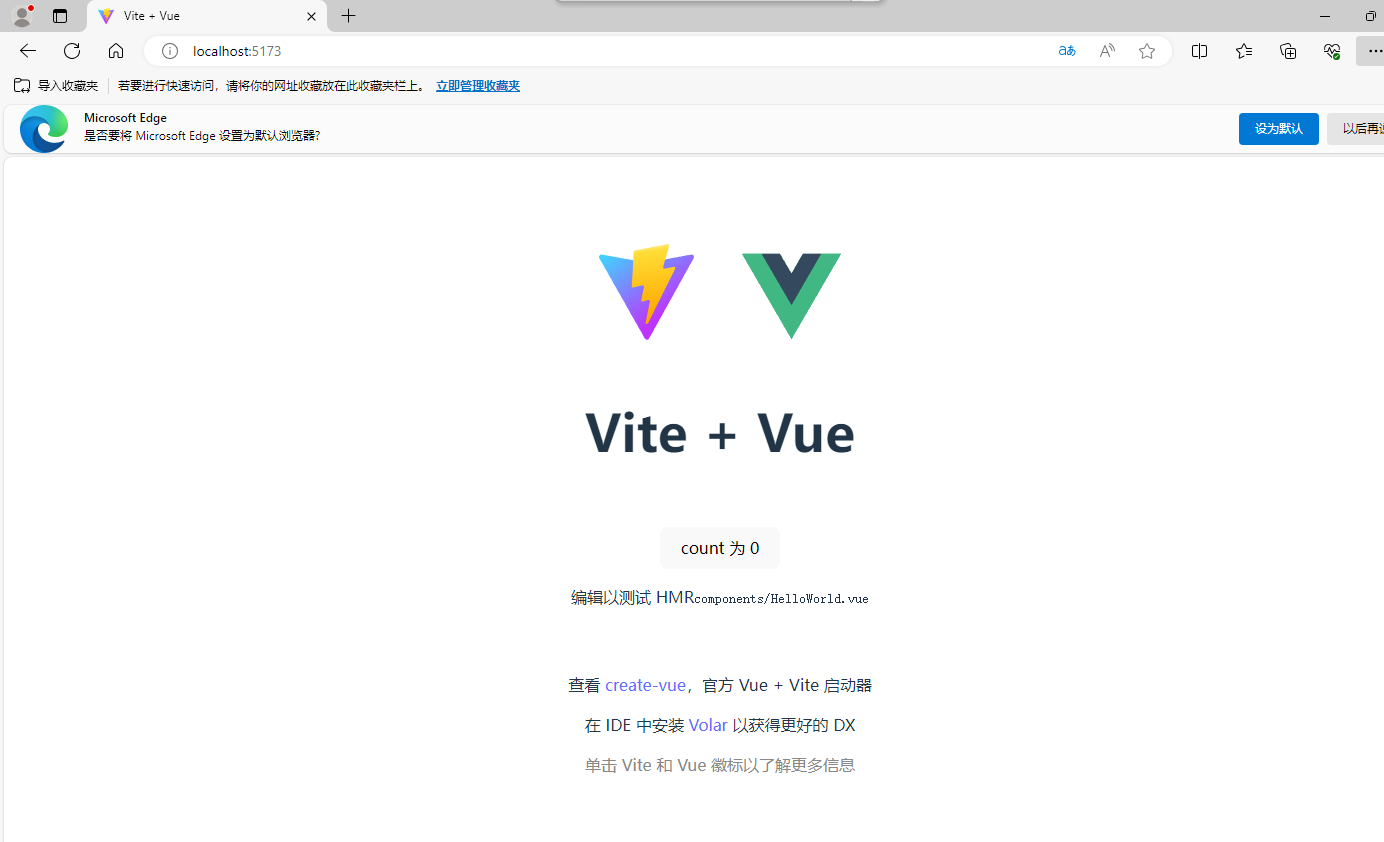 Vite + Vue
localhost:5173
aあ
导入收藏夹 若要进行快速访问，请将你的网址收藏放在此收藏夹栏上。 立即管理收藏夹
Microsoft Edge
是否要将 Microsoft Edge 设置为默认浏览器?
设为默认 以后再说
Vite + Vue
count 为 0
编辑以测试 HMRcomponents/HelloWorld.vue
查看 create-vue，官方 Vue + Vite 启动器
在 IDE 中安装 Volar 以获得更好的 DX
单击 Vite 和 Vue 徽标以了解更多信息